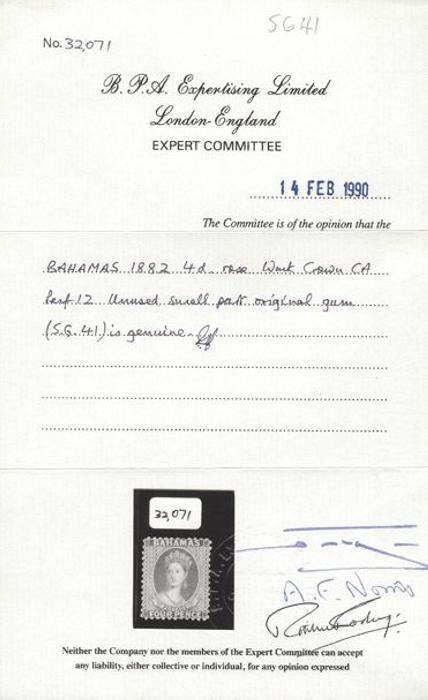 SG41
No. 32,071
B. P. A. Expertising Limited
London - England
EXPERT COMMITTEE
14 FEB 1990
The Committee is of the opinion that the
BAHAMAS 1882 4d rose Wmk Crown CA
Perf. 12 Unused small part original gum
(S.G. 41) is genuine.
32,071
BAHAMAS
FOUR PENCE
A. F. Norris
Neither the Company nor the members of the Expert Committee can accept
any liability, either collective or individual, for any opinion expressed